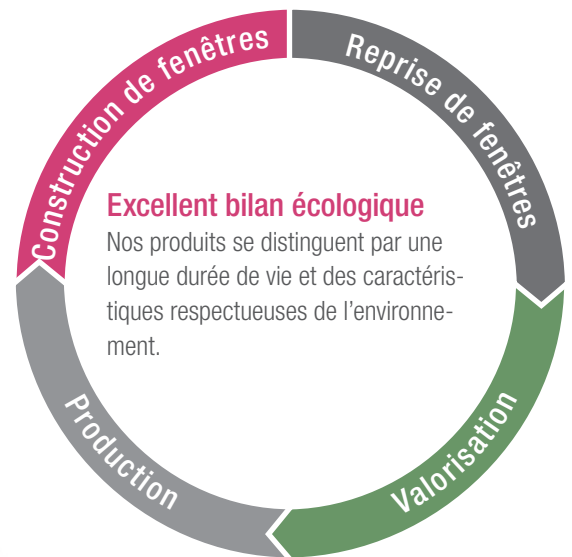 Construction de fenêtres
Reprise de fenêtres
Excellent bilan écologique
Nos produits se distinguent par une
longue durée de vie et des caractéris-
tiques respectueuses de l'environne-
ment.
Production
Valorisation